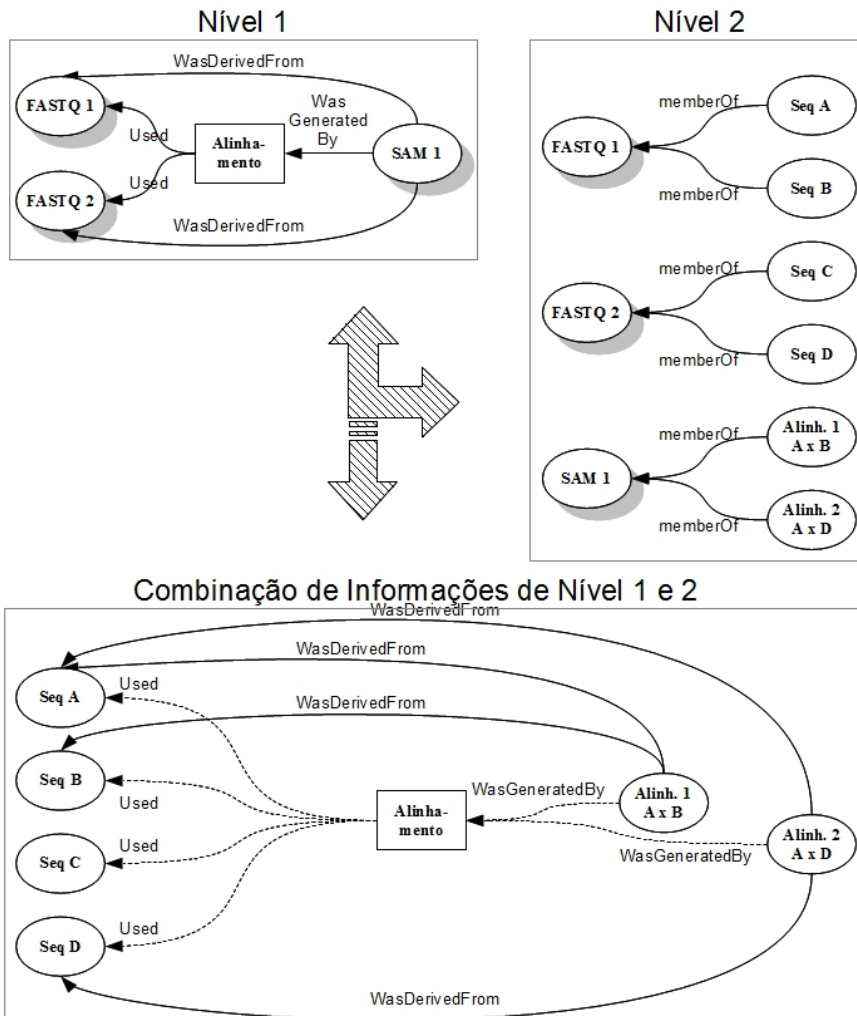 Nível 1
WasDerivedFrom
FASTQ 1
Used
Alinha-
mento
Was
Generated
By
SAM 1
Used
FASTQ 2
WasDerivedFrom
Nível 2
memberOf
Seq A
FASTQ 1
memberOf
Seq B
memberOf
Seq C
FASTQ 2
memberOf
Seq D
memberOf
Alinh. 1
A x B
SAM 1
memberOf
Alinh. 2
A x D
Combinação de Informações de Nível 1 e 2
WasDerivedFrom
WasDerivedFrom
Used
Seq A
WasDerivedFrom
Seq B
Used
WasGeneratedBy
Alinh. 1
A x B
Alinha-
mento
Used
WasGeneratedBy
Alinh. 2
A x D
Seq C
Used
Seq D
WasDerivedFrom